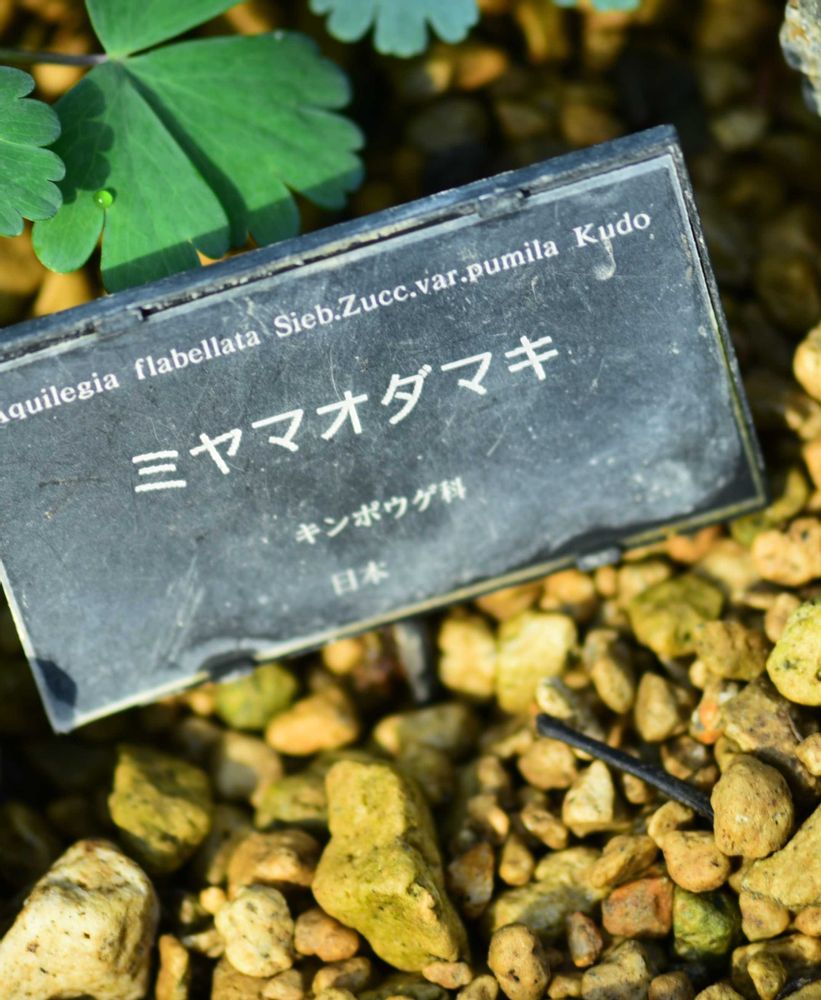 Aquilegia flabellata Sieb.Zucc.var.pumila Kudo
ミヤマオダマキ
キンポウゲ科
日本